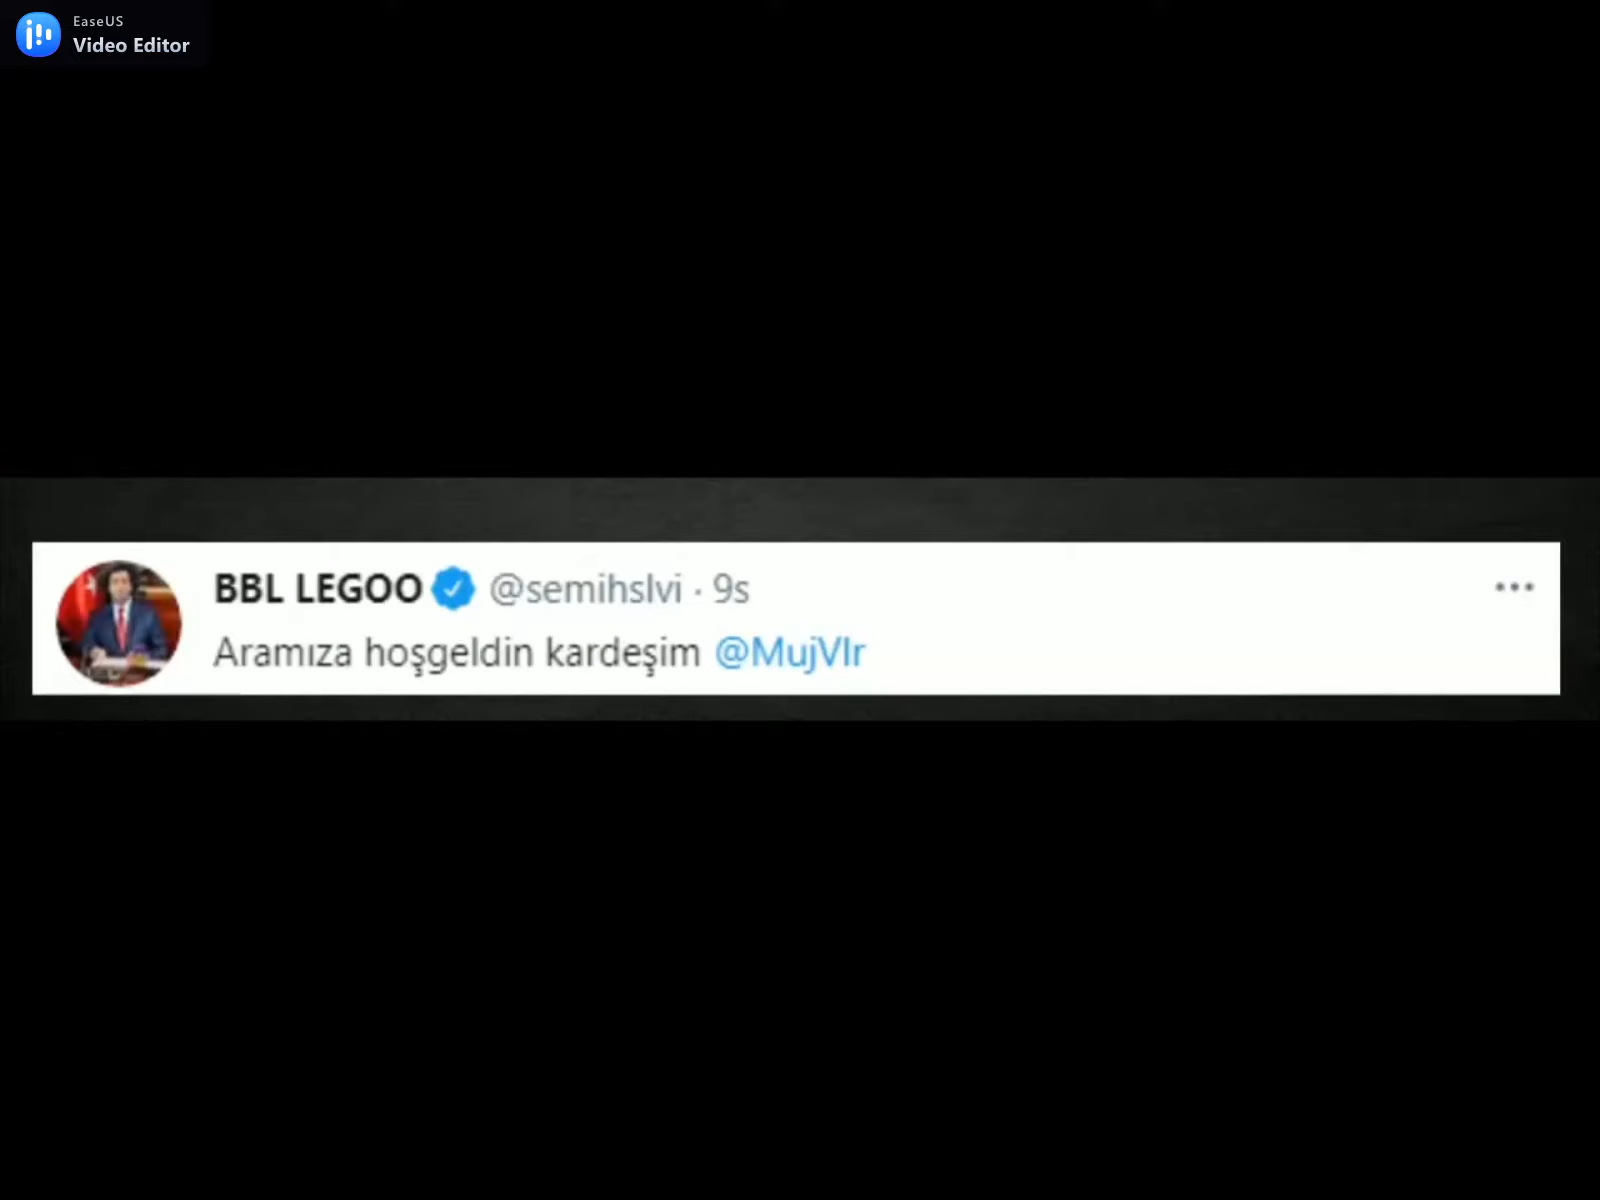 EaseUS
Video Editor
BBL LEGOO @semihslvi · 9s
Aramıza hoşgeldin kardeşim @MujVlr